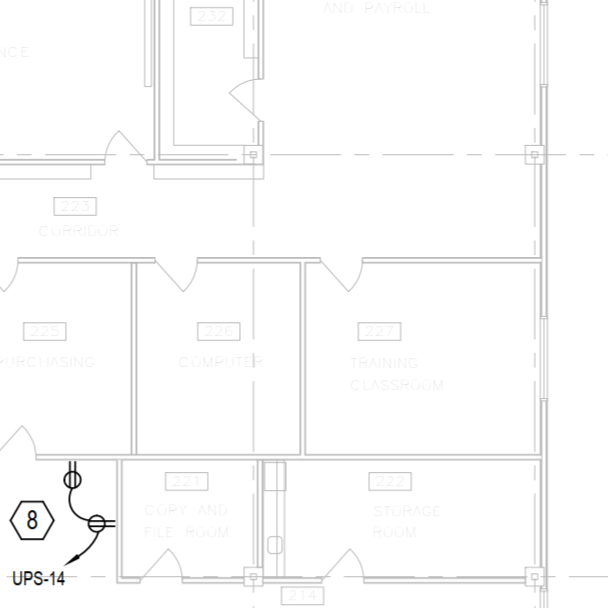 232
AND PAYROLL
NCE
223
CORRIDOR
225
PURCHASING
226
COMPUTER
227
TRAINING
CLASSROOM
221
COPY AND
FILE ROOM
222
STORAGE
ROOM
8
UPS-14
214